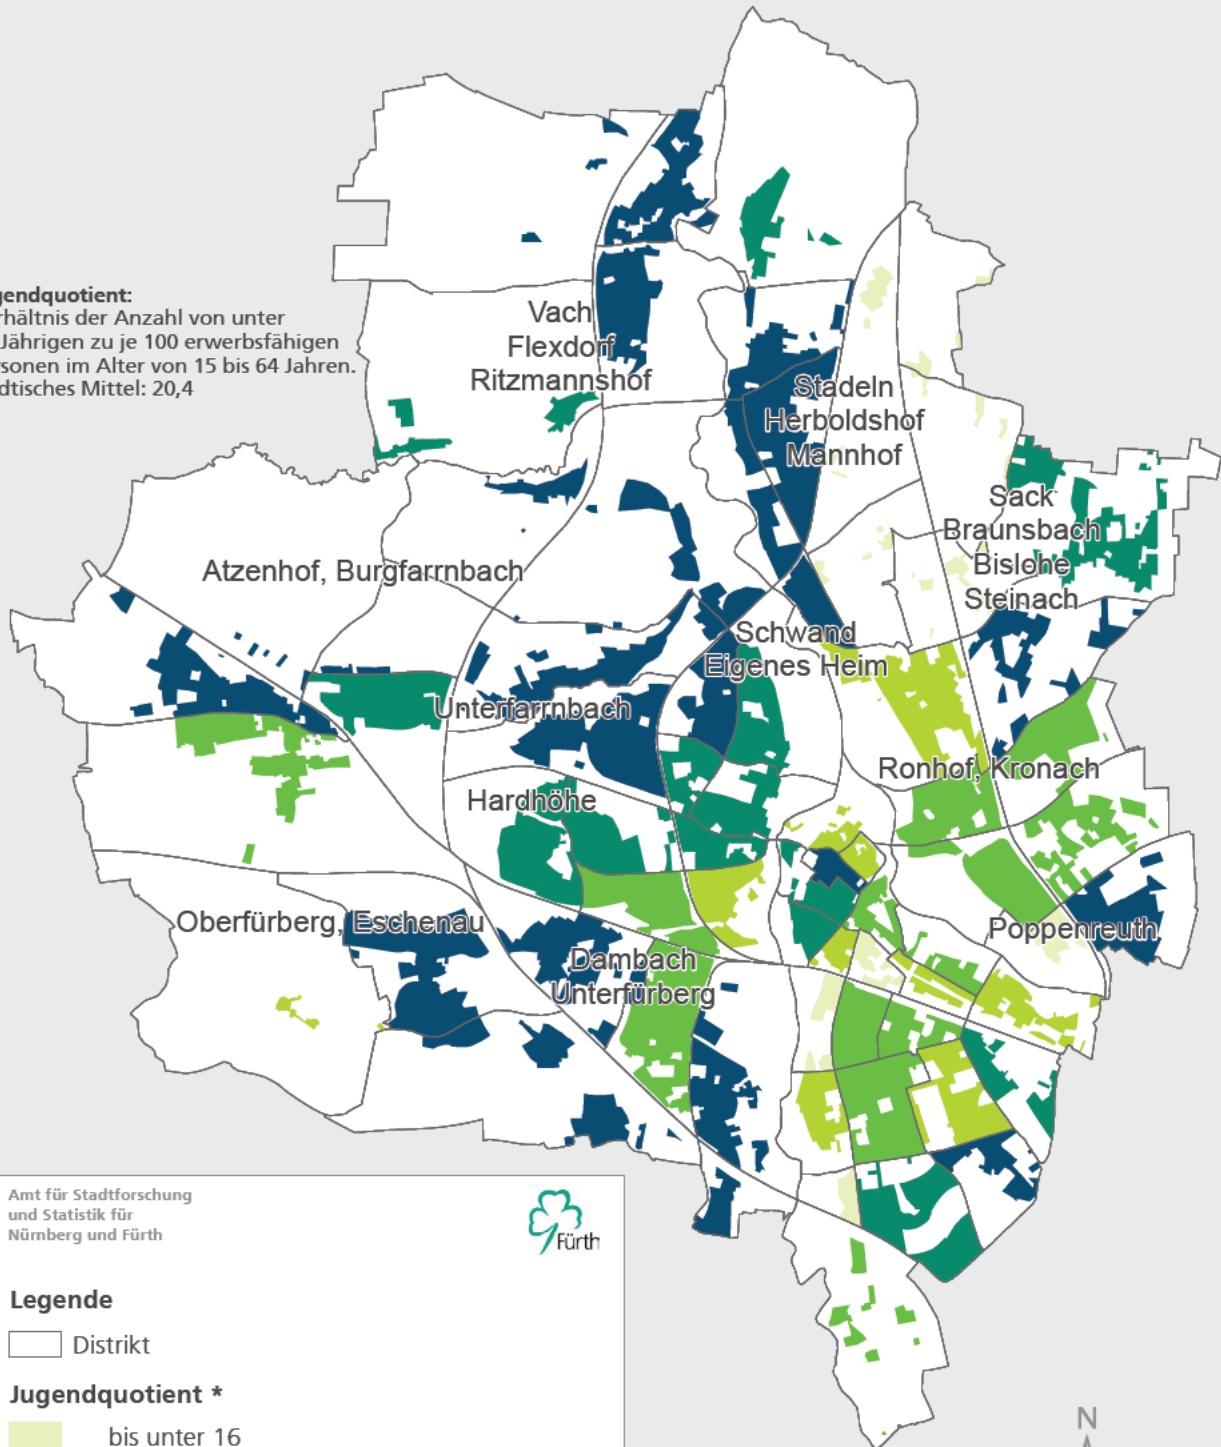 gendquotient:
rhältnis der Anzahl von unter
Jährigen zu je 100 erwerbsfähigen
rsonen im Alter von 15 bis 64 Jahren.
dtisches Mittel: 20,4
Vach
Flexdorf
Ritzmannshof
Stadeln
Herboldshof
Mannhof
Sack
Braunsbach
Bislohe
Steinach
Atzenhof, Burgfarrnbach
Schwand
Eigenes Heim
Unterfarrnbach
Ronhof, Kronach
Hardhöhe
Oberfürberg, Eschenau
Poppenreuth
Dambach
Unterfürberg
Amt für Stadtforschung
und Statistik für
Nürnberg und Fürth
Fürth
Legende
Distrikt
Jugendquotient *
bis unter 16
N